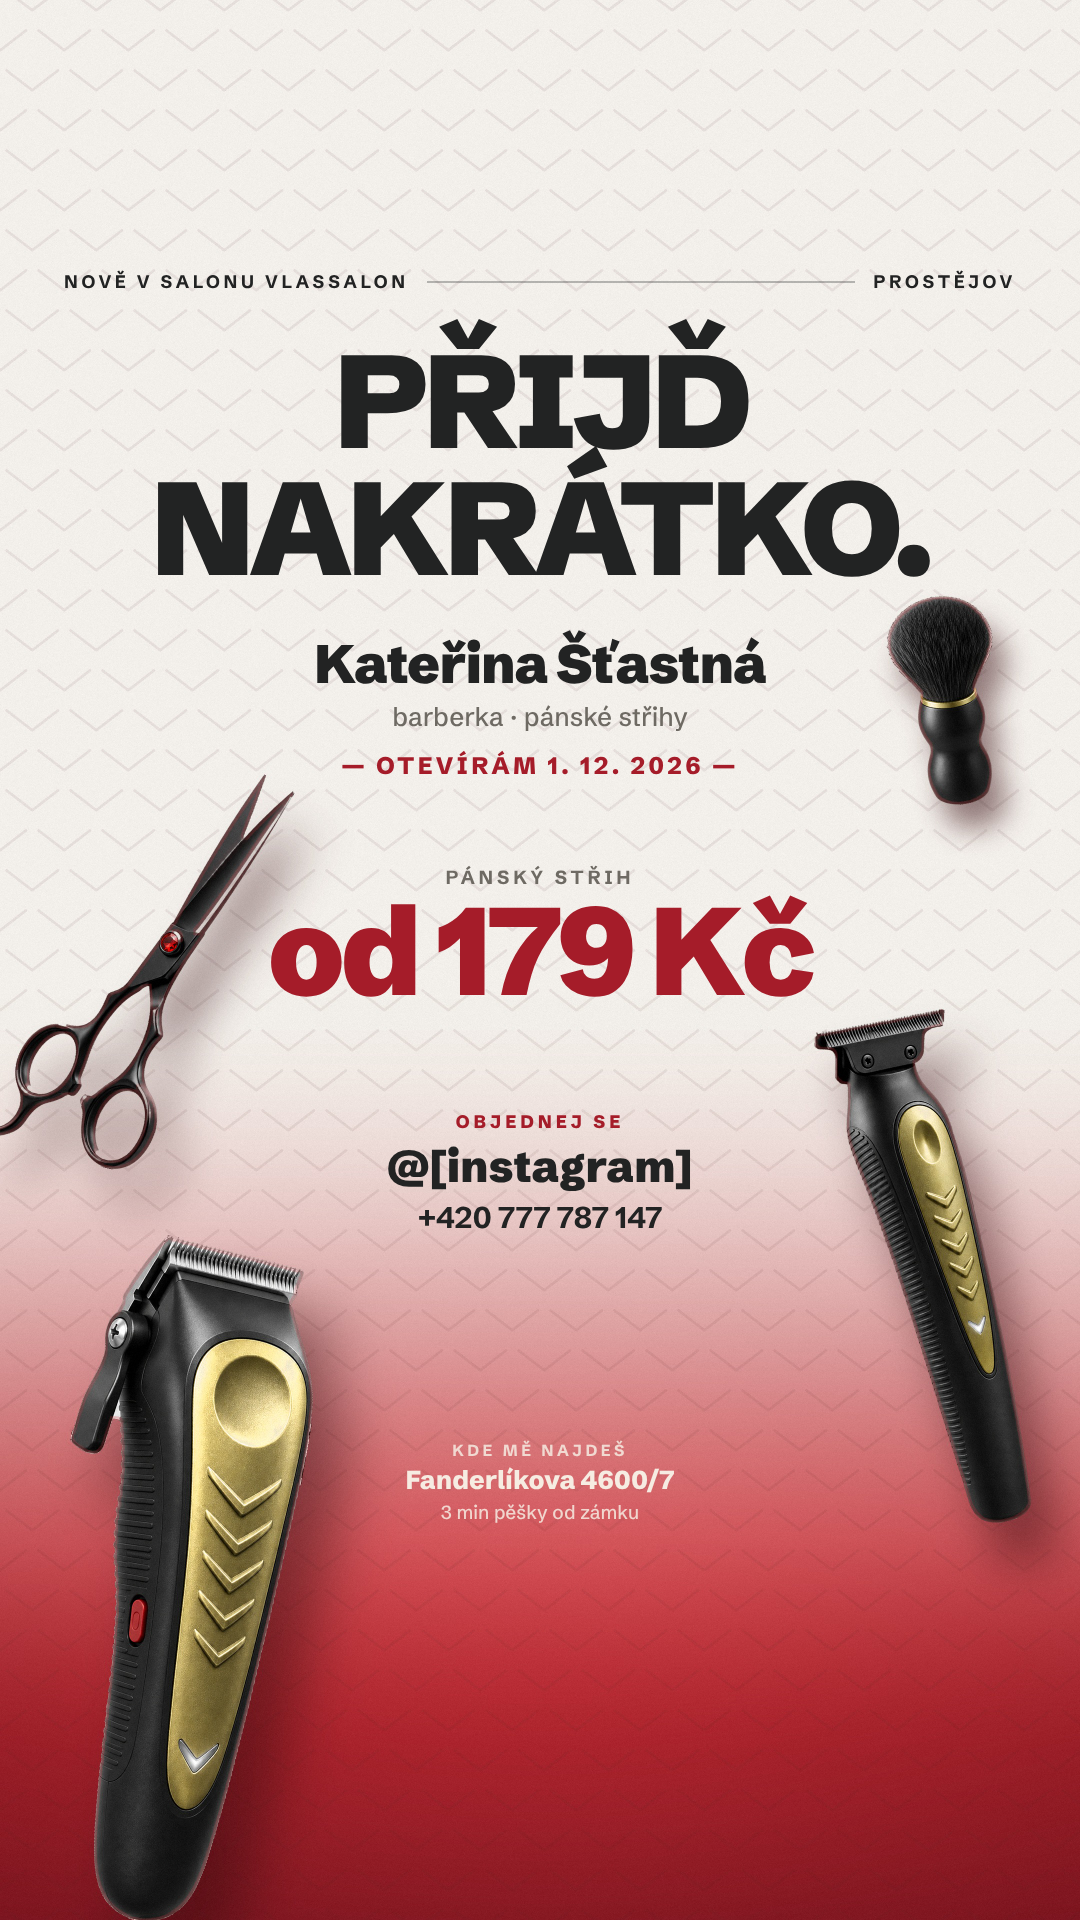 NOVĚ V SALONU VLASSALON PROSTĚJOV
PŘIJĎ
NAKRÁTKO.
Kateřina Šťastná
barberka · pánské střihy
— OTEVÍRÁM 1. 12. 2026 —
PÁNSKÝ STŘIH
od 179 Kč
OBJEDNEJ SE
@[instagram]
+420 777 787 147
KDE MĚ NAJDEŠ
Fanderlíkova 4600/7
3 min pěšky od zámku